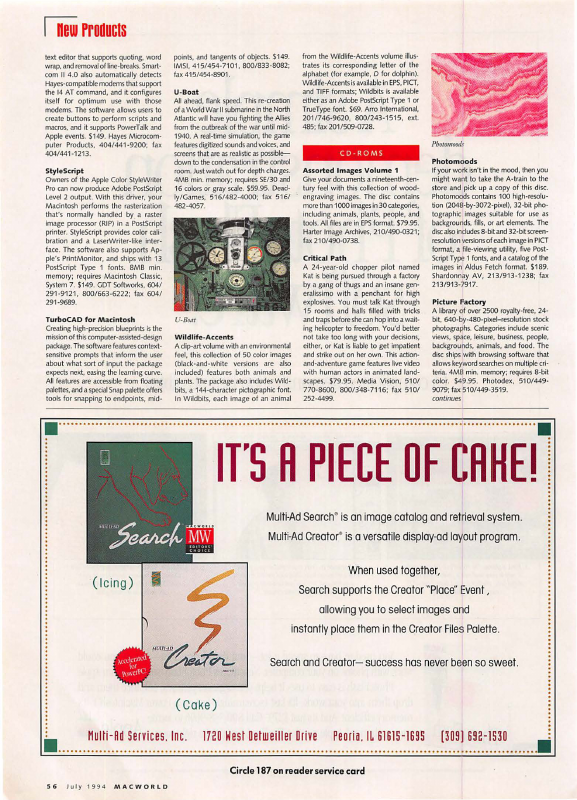 New Products
text editor that supports quoting, word
wrap, and removal of line-breaks. Smart-
com II 4.0 also automatically detects
Hayes-compatible modems that support
the I4 AT command, and it configures
itself for optimum use with those
modems. The software allows users to
create buttons to perform scripts and
macros, and it supports PowerTalk and
Apple events. $149. Hayes Microcom-
puter Products, 404/441-9200; fax
404/441-1213.
StyleScript
Owners of the Apple Color StyleWriter
Pro can now produce Adobe PostScript
Level 2 output. With this driver, your
Macintosh performs the rasterization
that's normally handled by a raster
image processor (RIP) in a PostScript
printer. StyleScript provides color cali-
bration and a LaserWriter-like inter-
face. The software also supports Ap-
ple's PrintMonitor, and ships with 13
PostScript Type 1 fonts. 8MB min.
memory; requires Macintosh Classic,
System 7. $149. GDT Softworks, 604/
291-9121, 800/663-6222; fax 604/
291-9689.
TurboCAD for Macintosh
Creating high-precision blueprints is the
mission of this computer-assisted-design
package. The software features context-
sensitive prompts that inform the user
about what sort of input the package
expects next, easing the learning curve.
All features are accessible from floating
palettes, and a special Snap palette offers
tools for snapping to endpoints, mid-
points, and tangents of objects. $149.
IMSI, 415/454-7101, 800/833-8082;
fax 415/454-8901.
U-Boat
All ahead, flank speed. This re-creation
of a World War II submarine in the North
Atlantic will have you fighting the Allies
from the outbreak of the war until mid-
1940. A real-time simulation, the game
features digitized sounds and voices, and
screens that are as realistic as possible—
down to the condensation in the control
room. Just watch out for depth charges.
4MB min. memory; requires SE/30 and
16 colors or gray scale. $59.95. Dead-
ly/Games, 516/482-4000; fax 516/
482-4057.
U-Boat
Wildlife-Accents
A clip-art volume with an environmental
feel, this collection of 50 color images
(black-and-white versions are also
included) features both animals and
plants. The package also includes Wild-
bits, a 144-character pictographic font.
In Wildbits, each image of an animal
from the Wildlife-Accents volume illus-
trates its corresponding letter of the
alphabet (for example, D for dolphin).
Wildlife-Accents is available in EPS, PICT,
and TIFF formats; Wildbits is available
either as an Adobe PostScript Type 1 or
TrueType font. $69. Arro International,
201/746-9620, 800/243-1515, ext.
485; fax 201/509-0728.
CD-ROMS
Assorted Images Volume 1
Give your documents a nineteenth-cen-
tury feel with this collection of wood-
engraving images. The disc contains
more than 1000 images in 30 categories,
including animals, plants, people, and
tools. All files are in EPS format. $79.95.
Harter Image Archives, 210/490-0321;
fax 210/490-0738.
Critical Path
A 24-year-old chopper pilot named
Kat is being pursued through a factory
by a gang of thugs and an insane gen-
eralissimo with a penchant for high
explosives. You must talk Kat through
15 rooms and halls filled with tricks
and traps before she can hop into a wait-
ing helicopter to freedom. You'd better
not take too long with your decisions,
either, or Kat is liable to get impatient
and strike out on her own. This action-
and-adventure game features live video
with human actors in animated land-
scapes. $79.95. Media Vision, 510/
770-8600, 800/348-7116; fax 510/
252-4499.
Photomoods
Photomoods
If your work isn't in the mood, then you
might want to take the A-train to the
store and pick up a copy of this disc.
Photomoods contains 100 high-resolu-
tion (2048-by-3072-pixel), 32-bit pho-
tographic images suitable for use as
backgrounds, fills, or art elements. The
disc also includes 8-bit and 32-bit screen-
resolution versions of each image in PICT
format, a file-viewing utility, five Post-
Script Type 1 fonts, and a catalog of the
images in Aldus Fetch format. $189.
Shardonnay AV, 213/913-1238; fax
213/913-7917.
Picture Factory
A library of over 2500 royalty-free, 24-
bit, 640-by-480-pixel-resolution stock
photographs. Categories include scenic
views, space, leisure, business, people,
backgrounds, animals, and food. The
disc ships with browsing software that
allows keyword searches on multiple cri-
teria. 4MB min. memory; requires 8-bit
color. $49.95. Photodex, 510/449-
9079; fax 510/449-3519.
continues
IT'S A PIECE OF CAKE!
MULTI-AD
Search
MACWORLD
MW
EDITORS'
CHOICE
(Icing)
MULTI-AD
Creator
Accelerated
for
PowerPC!
(Cake)
Multi-Ad Search® is an image catalog and retrieval system.
Multi-Ad Creator® is a versatile display-ad layout program.
When used together,
Search supports the Creator "Place" Event,
allowing you to select images and
instantly place them in the Creator Files Palette.
Search and Creator—success has never been so sweet.
Multi-Ad Services, Inc. 1720 West Detweiller Drive Peoria, IL 61615-1695 (309) 692-1530
Circle 187 on reader service card
56 July 1994 MACWORLD